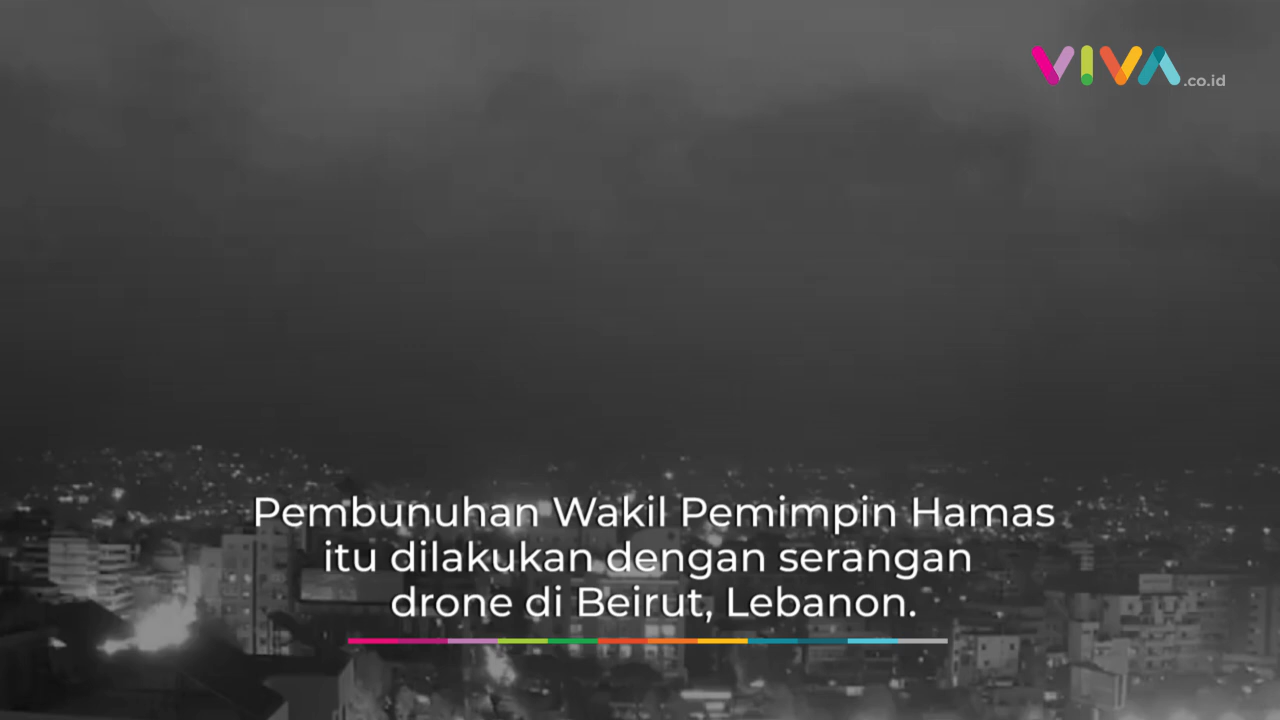 VIVA.co.id
Pembunuhan Wakil Pemimpin Hamas
itu dilakukan dengan serangan
drone di Beirut, Lebanon.